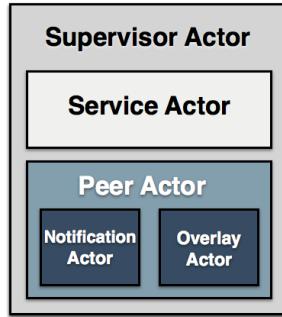 Supervisor Actor
Service Actor
Peer Actor
Notification
Actor
Overlay
Actor